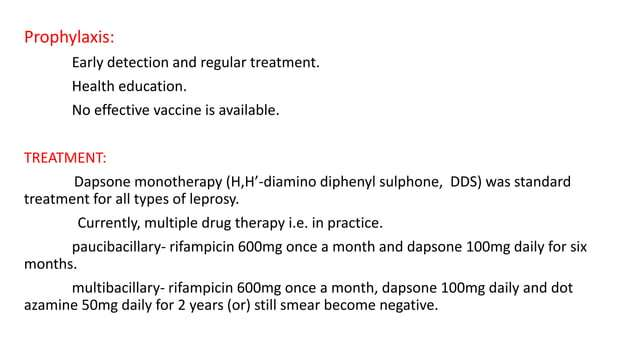 Prophylaxis:
Early detection and regular treatment.
Health education.
No effective vaccine is available.
TREATMENT:
Dapsone monotherapy (H,H’-diamino diphenyl sulphone, DDS) was standard
treatment for all types of leprosy.
Currently, multiple drug therapy i.e. in practice.
paucibacillary- rifampicin 600mg once a month and dapsone 100mg daily for six
months.
multibacillary- rifampicin 600mg once a month, dapsone 100mg daily and dot
azamine 50mg daily for 2 years (or) still smear become negative.